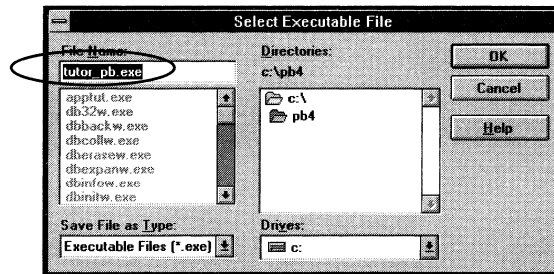 Select Executable File
File Name:
tutor_pb.exe
apptut.exe
db32w.exe
dbbackw.exe
dbcollw.exe
dberasew.exe
dbexpanw.exe
dbinfow.exe
dbinitw.exe
Save File as Type:
Executable Files (*.exe)
Directories:
c:\pb4
c:\
pb4
Drives:
c:
OK
Cancel
Help